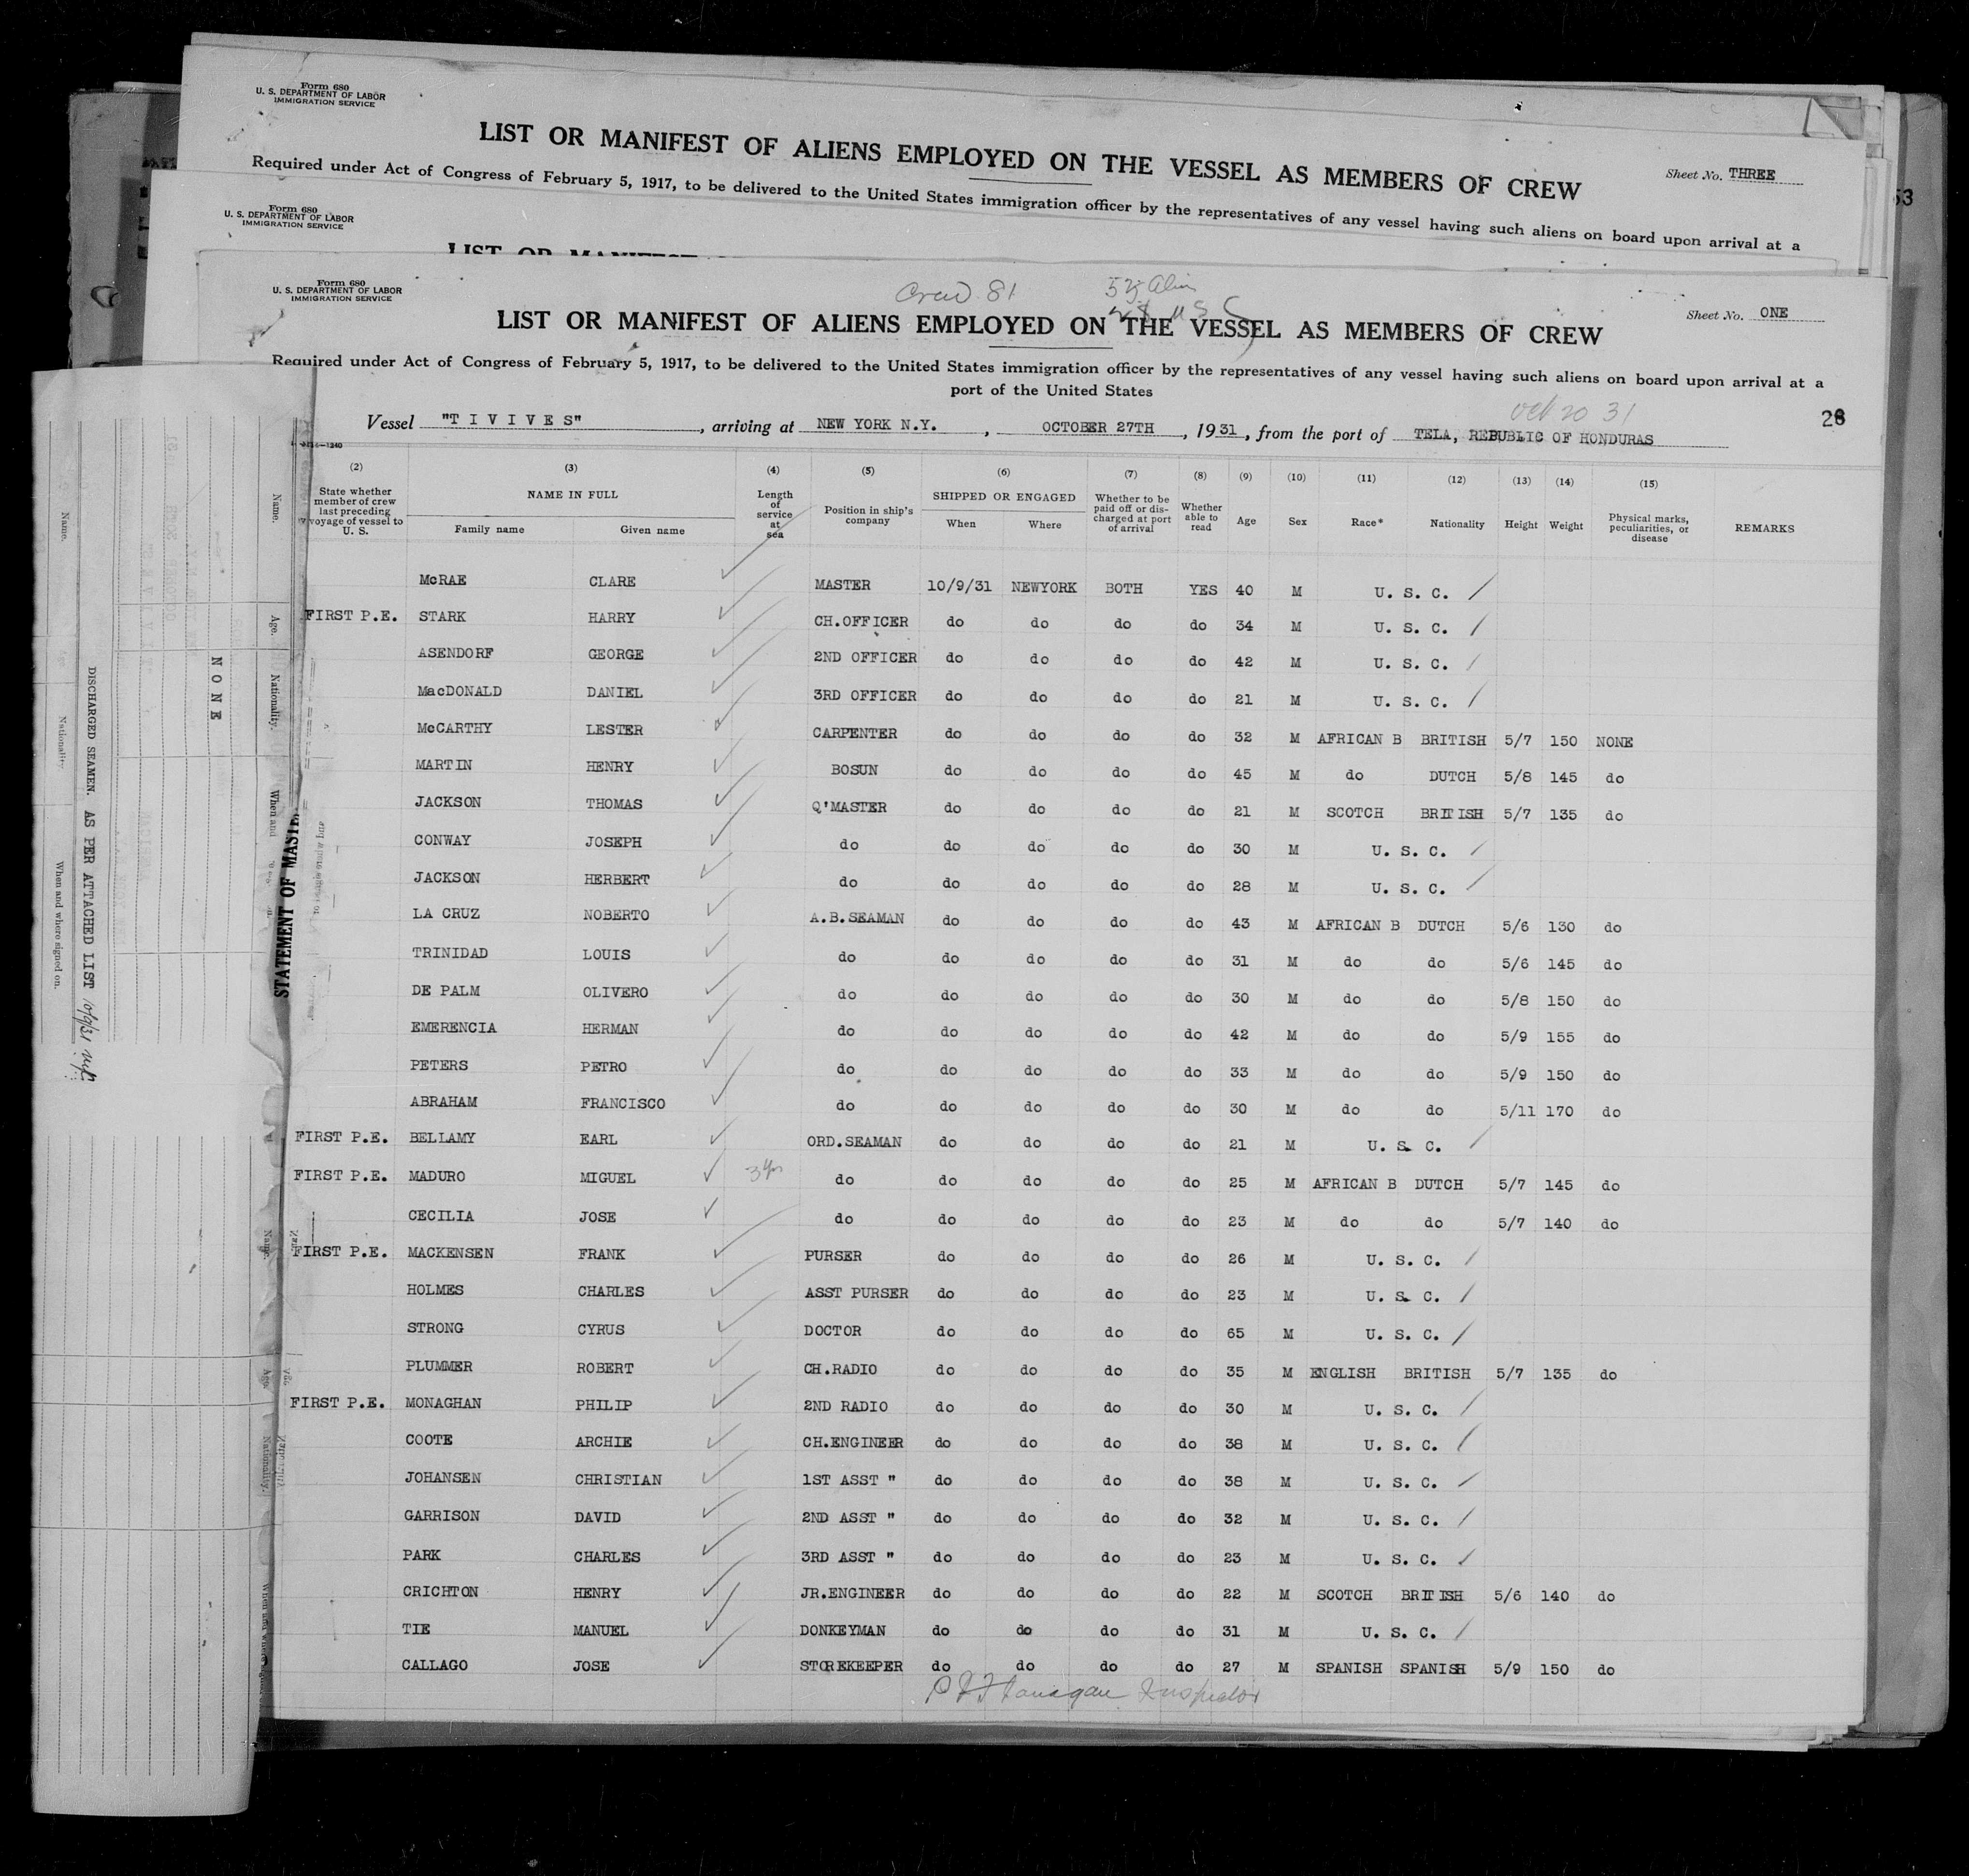 Form 680
U. S. DEPARTMENT OF LABOR
IMMIGRATION SERVICE
LIST OR MANIFEST OF ALIENS EMPLOYED ON THE VESSEL AS MEMBERS OF CREW
Sheet No. THREE
Required under Act of Congress of February 5, 1917, to be delivered to the United States immigration officer by the representatives of any vessel having such aliens on board upon arrival at a
53
Form 680
U. S. DEPARTMENT OF LABOR
IMMIGRATION SERVICE
LIST OR MANIFEST
Form 680
U. S. DEPARTMENT OF LABOR
IMMIGRATION SERVICE
Crew 81
Sheet No. ONE
LIST OR MANIFEST OF ALIENS EMPLOYED ON THE VESSEL AS MEMBERS OF CREW
Required under Act of Congress of February 5, 1917, to be delivered to the United States immigration officer by the representatives of any vessel having such aliens on board upon arrival at a
port of the United States
Oct 20 31
28
Vessel "T I V I V E S", arriving at NEW YORK N.Y., OCTOBER 27TH, 1931, from the port of TELA, REPUBLIC OF HONDURAS
(2) (3) (4) (5) (6) (7) (8) (9) (10) (11) (12) (13) (14) (15)
State whether member of crew last preceding voyage of vessel to U. S. NAME IN FULL Family name Given name Length of service at sea Position in ship's company SHIPPED OR ENGAGED When Where Whether to be paid off or discharged at port of arrival Whether able to read Age Sex Race* Nationality Height Weight Physical marks, peculiarities, or disease REMARKS
McRAE CLARE MASTER 10/9/31 NEWYORK BOTH YES 40 M U. S. C.
FIRST P.E. STARK HARRY CH.OFFICER do do do do 34 M U. S. C.
ASENDORF GEORGE 2ND OFFICER do do do do 42 M U. S. C.
MacDONALD DANIEL 3RD OFFICER do do do do 21 M U. S. C.
McCARTHY LESTER CARPENTER do do do do 32 M AFRICAN B BRITISH 5/7 150 NONE
MARTIN HENRY BOSUN do do do do 45 M do DUTCH 5/8 145 do
JACKSON THOMAS Q'MASTER do do do do 21 M SCOTCH BRITISH 5/7 135 do
CONWAY JOSEPH do do do do do 30 M U. S. C.
JACKSON HERBERT do do do do do 28 M U. S. C.
LA CRUZ NOBERTO A.B.SEAMAN do do do do 43 M AFRICAN B DUTCH 5/6 130 do
TRINIDAD LOUIS do do do do do 31 M do do 5/6 145 do
DE PALM OLIVERO do do do do do 30 M do do 5/8 150 do
EMERENCIA HERMAN do do do do do 42 M do do 5/9 155 do
PETERS PETRO do do do do do 33 M do do 5/9 150 do
ABRAHAM FRANCISCO do do do do do 30 M do do 5/11 170 do
FIRST P.E. BELLAMY EARL ORD.SEAMAN do do do do 21 M U. S. C.
FIRST P.E. MADURO MIGUEL 3 yrs do do do do do 25 M AFRICAN B DUTCH 5/7 145 do
CECILIA JOSE do do do do do 23 M do do 5/7 140 do
FIRST P.E. MACKENSEN FRANK PURSER do do do do 26 M U. S. C.
HOLMES CHARLES ASST PURSER do do do do 23 M U. S. C.
STRONG CYRUS DOCTOR do do do do 65 M U. S. C.
PLUMMER ROBERT CH.RADIO do do do do 35 M ENGLISH BRITISH 5/7 135 do
FIRST P.E. MONAGHAN PHILIP 2ND RADIO do do do do 30 M U. S. C.
COOTE ARCHIE CH.ENGINEER do do do do 38 M U. S. C.
JOHANSEN CHRISTIAN 1ST ASST " do do do do 38 M U. S. C.
GARRISON DAVID 2ND ASST " do do do do 32 M U. S. C.
PARK CHARLES 3RD ASST " do do do do 23 M U. S. C.
CRICHTON HENRY JR.ENGINEER do do do do 22 M SCOTCH BRITISH 5/6 140 do
TIE MANUEL DONKEYMAN do do do do 31 M U. S. C.
CALLAGO JOSE STOREKEEPER do do do do 27 M SPANISH SPANISH 5/9 150 do
Flanagan Inspector
Name. Age. Nationality. When and
NONE
STATEMENT OF
DISCHARGED SEAMEN. AS PER ATTACHED LIST
Name. Nationality. When and where signed on.
Name. Age. Nationality.